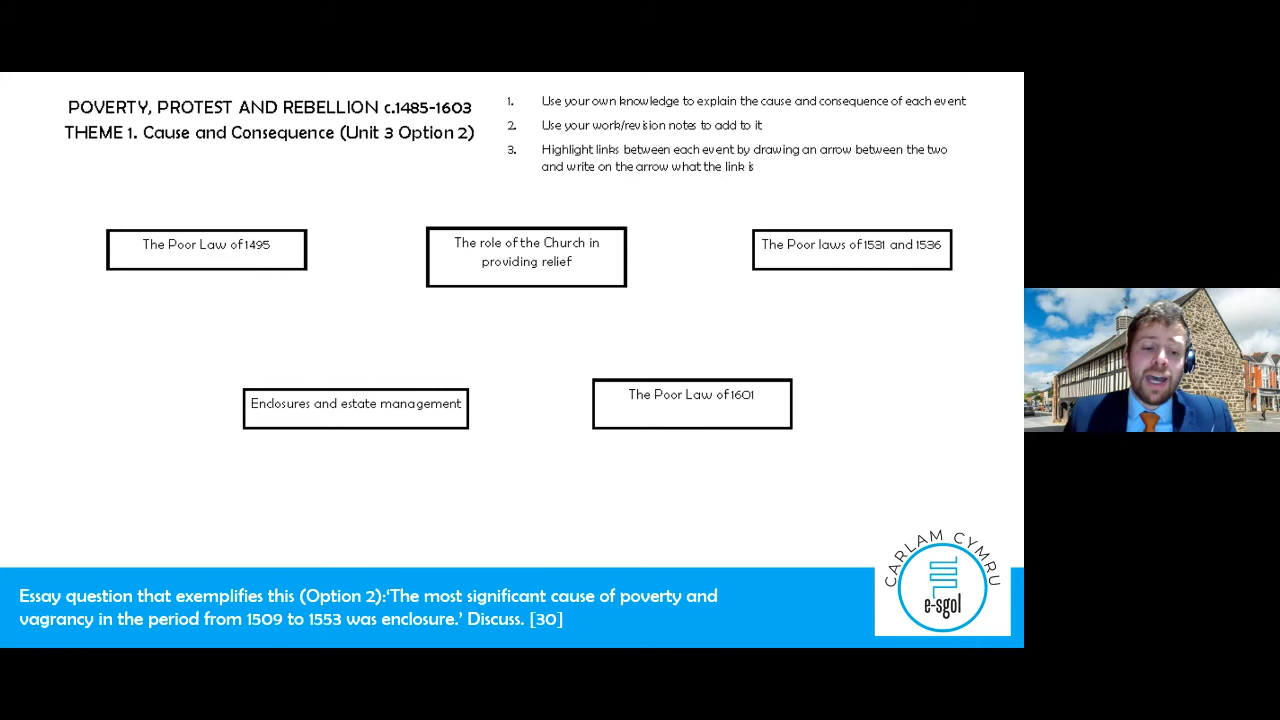 POVERTY, PROTEST AND REBELLION c.1485-1603
THEME 1. Cause and Consequence (Unit 3 Option 2)
1. Use your own knowledge to explain the cause and consequence of each event
2. Use your work/revision notes to add to it
3. Highlight links between each event by drawing an arrow between the two
and write on the arrow what the link is
The Poor Law of 1495
The role of the Church in
providing relief
The Poor laws of 1531 and 1536
Enclosures and estate management
The Poor Law of 1601
Essay question that exemplifies this (Option 2):'The most significant cause of poverty and
vagrancy in the period from 1509 to 1553 was enclosure.' Discuss. [30]
CARLAM CYMRU
e-sgol